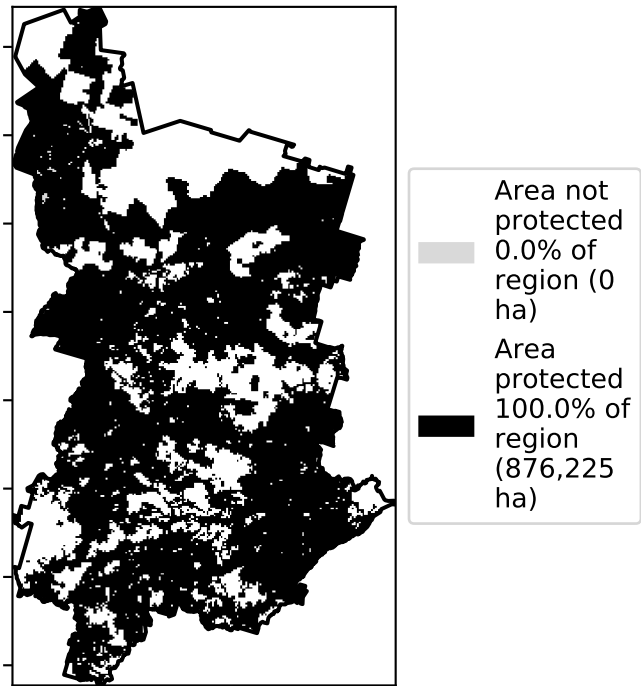 Area not
protected
0.0% of
region (0
ha)
Area
protected
100.0% of
region
(876,225
ha)